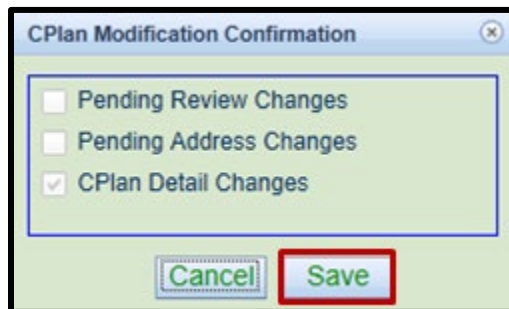 CPlan Modification Confirmation
Pending Review Changes
Pending Address Changes
CPlan Detail Changes
Cancel Save